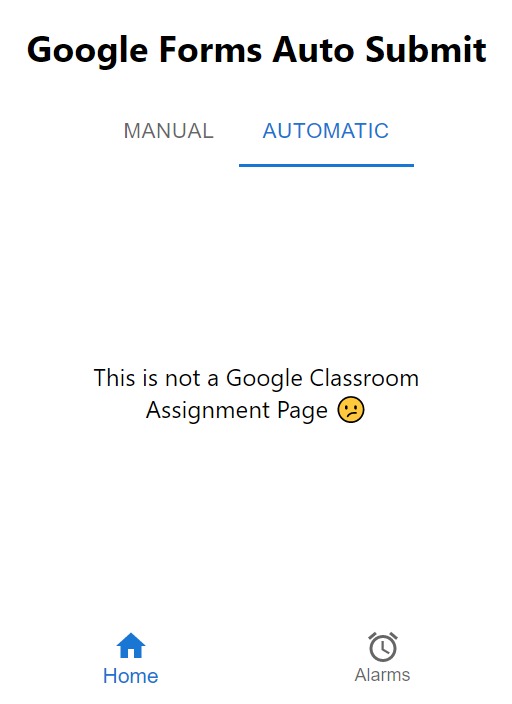 Google Forms Auto Submit
MANUAL AUTOMATIC
This is not a Google Classroom
Assignment Page 😕
Home Alarms